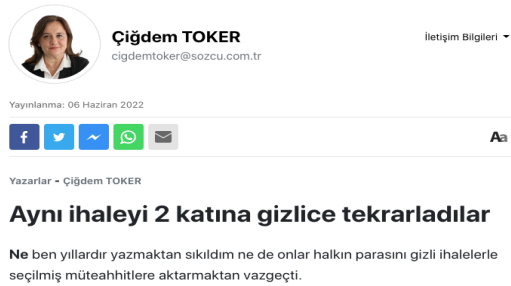 Çiğdem TOKER
İletişim Bilgileri
cigdemtoker@sozcu.com.tr
Yayınlanma: 06 Haziran 2022
Aa
Yazarlar - Çiğdem TOKER
Aynı ihaleyi 2 katına gizlice tekrarladılar
Ne ben yıllardır yazmaktan sıkıldım ne de onlar halkın parasını gizli ihalelerle
seçilmiş müteahhitlere aktarmaktan vazgeçti.